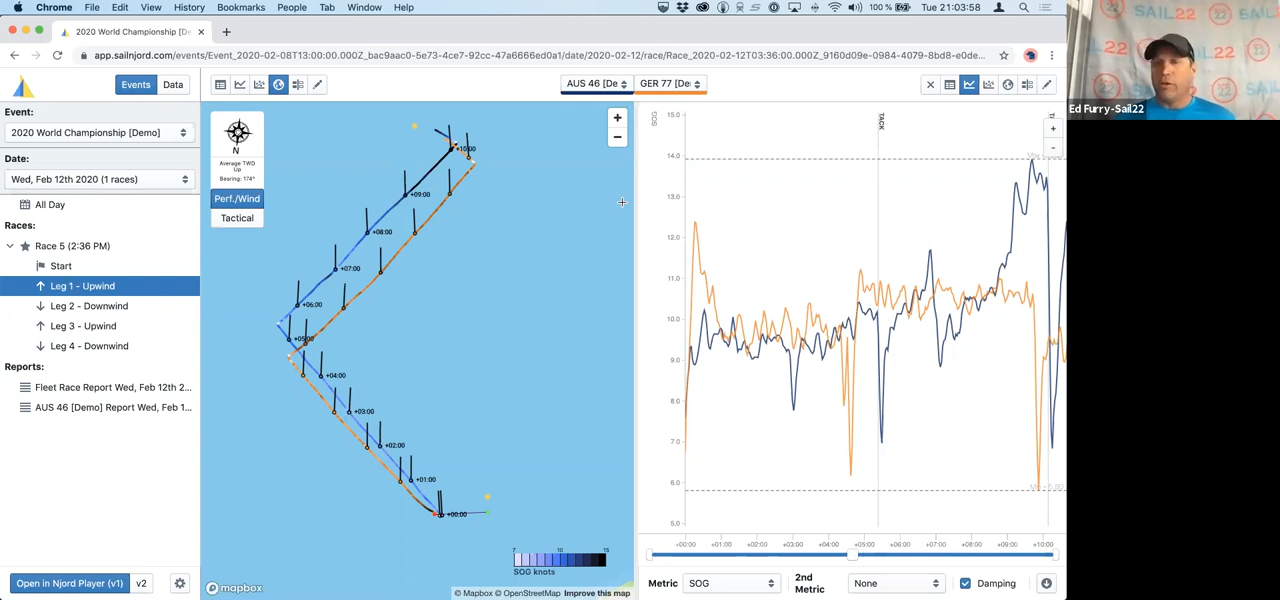 Chrome File Edit View History Bookmarks People Tab Window Help
100 % Tue 21:03:58
2020 World Championship [De
app.sailnjord.com/events/Event_2020-02-08T13:00:00.000Z_bac9aac0-5e73-4ce7-92cc-47a6666ed0a1/date/2020-02-12/race/Race_2020-02-12T03:36:00.000Z_9160d09e-0984-4079-8bd8-e0de...
Events Data
AUS 46 [De GER 77 [De
Event:
2020 World Championship [Demo]
Date:
Wed, Feb 12th 2020 (1 races)
All Day
Races:
Race 5 (2:36 PM)
Start
Leg 1 - Upwind
Leg 2 - Downwind
Leg 3 - Upwind
Leg 4 - Downwind
Reports:
Fleet Race Report Wed, Feb 12th 2...
AUS 46 [Demo] Report Wed, Feb 1...
Open in Njord Player (v1) v2
N
Average TWD
Up
Bearing: 174°
Perf./Wind
Tactical
+
−
+10:00
+09:00
+08:00
+07:00
+06:00
+05:00
+04:00
+03:00
+02:00
+01:00
+00:00
7 10 15
SOG knots
mapbox
© Mapbox © OpenStreetMap Improve this map
SOG
15.0
14.0
13.0
12.0
11.0
10.0
9.0
8.0
7.0
6.0
5.0
TACK
+
-
+00:00 +01:00 +02:00 +03:00 +04:00 +05:00 +06:00 +07:00 +08:00 +09:00 +10:00
Metric SOG 2nd Metric None Damping
SAIL22
22
Ed Furry-Sail22